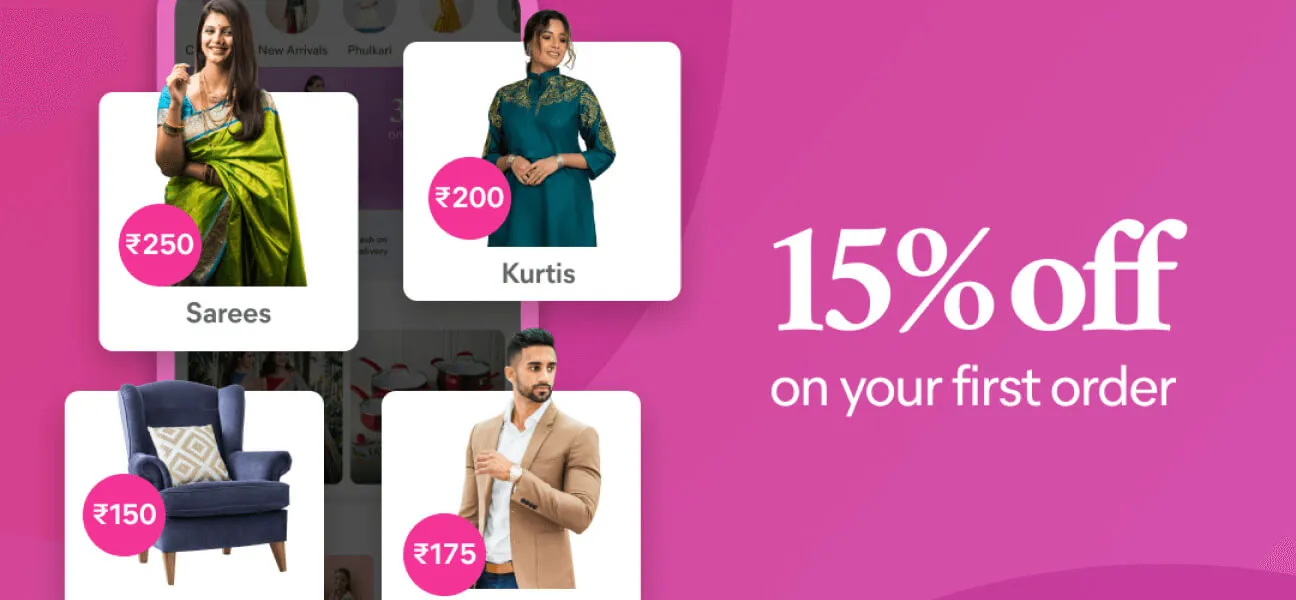 New Arrivals
Phulkari
₹250
Sarees
₹200
Kurtis
₹150
₹175
15% off
on your first order